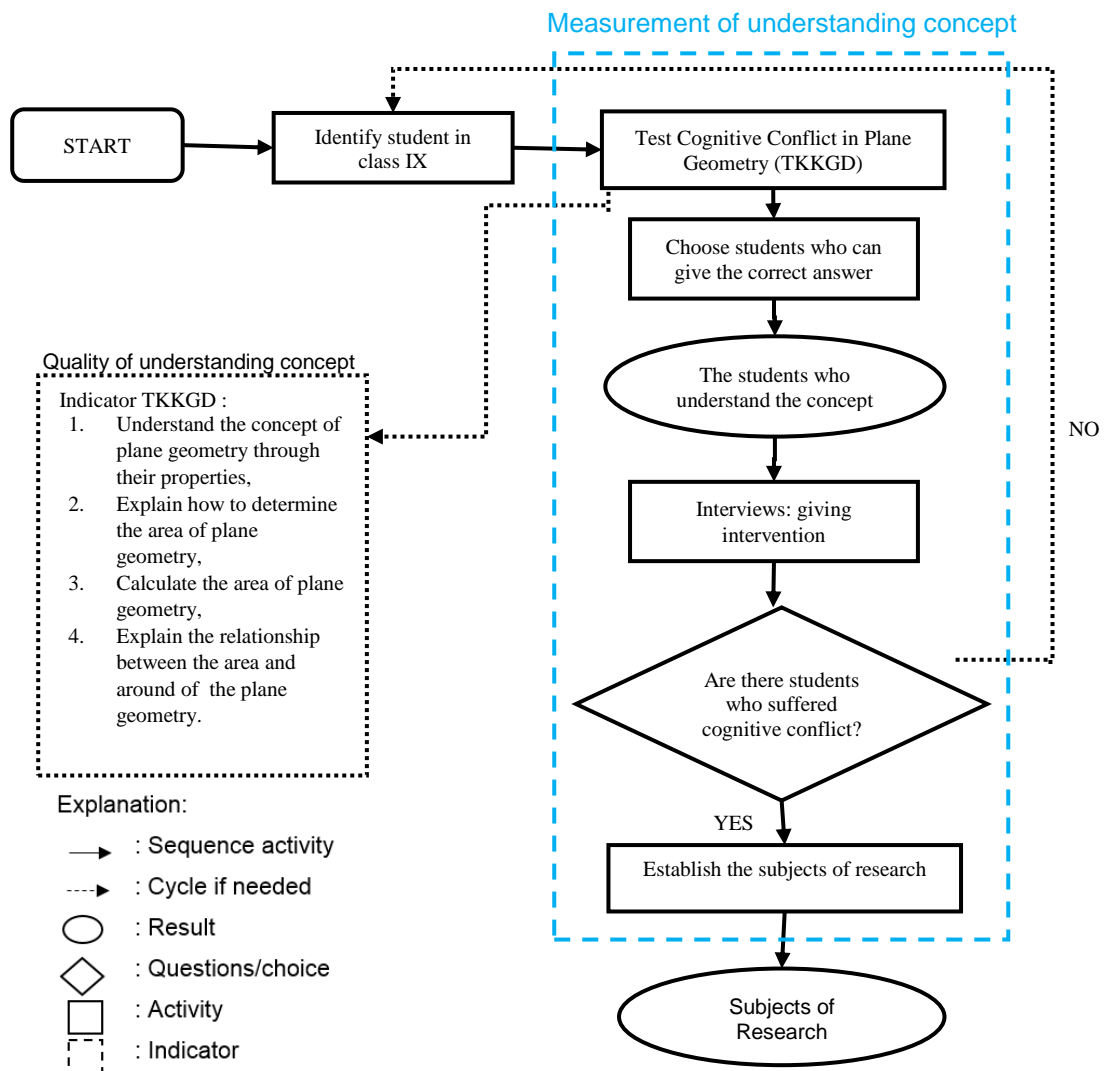 Measurement of understanding concept
START
Identify student in
class IX
Test Cognitive Conflict in Plane
Geometry (TKKGD)
Choose students who can
give the correct answer
The students who
understand the concept
Interviews: giving
intervention
NO
Are there students
who suffered
cognitive conflict?
YES
Establish the subjects of research
Subjects of
Research
Quality of understanding concept
Indicator TKKGD :
1. Understand the concept of
plane geometry through
their properties,
2. Explain how to determine
the area of plane
geometry,
3. Calculate the area of plane
geometry,
4. Explain the relationship
between the area and
around of the plane
geometry.
Explanation:
: Sequence activity
: Cycle if needed
: Result
: Questions/choice
: Activity
: Indicator